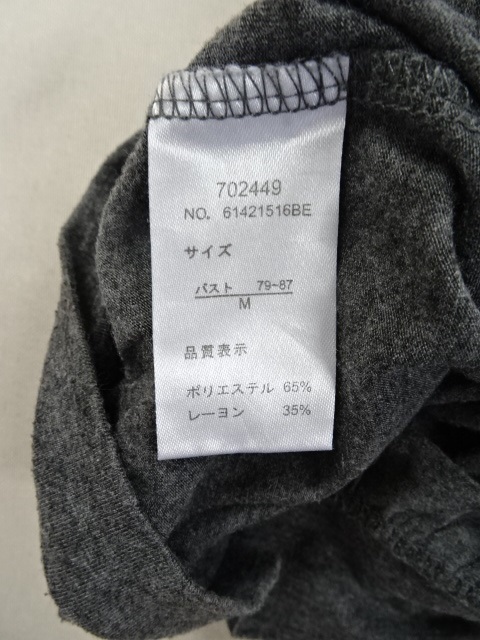 702449
NO. 61421516BE
サイズ
バスト 79~87
M
品質表示
ポリエステル 65%
レーヨン 35%